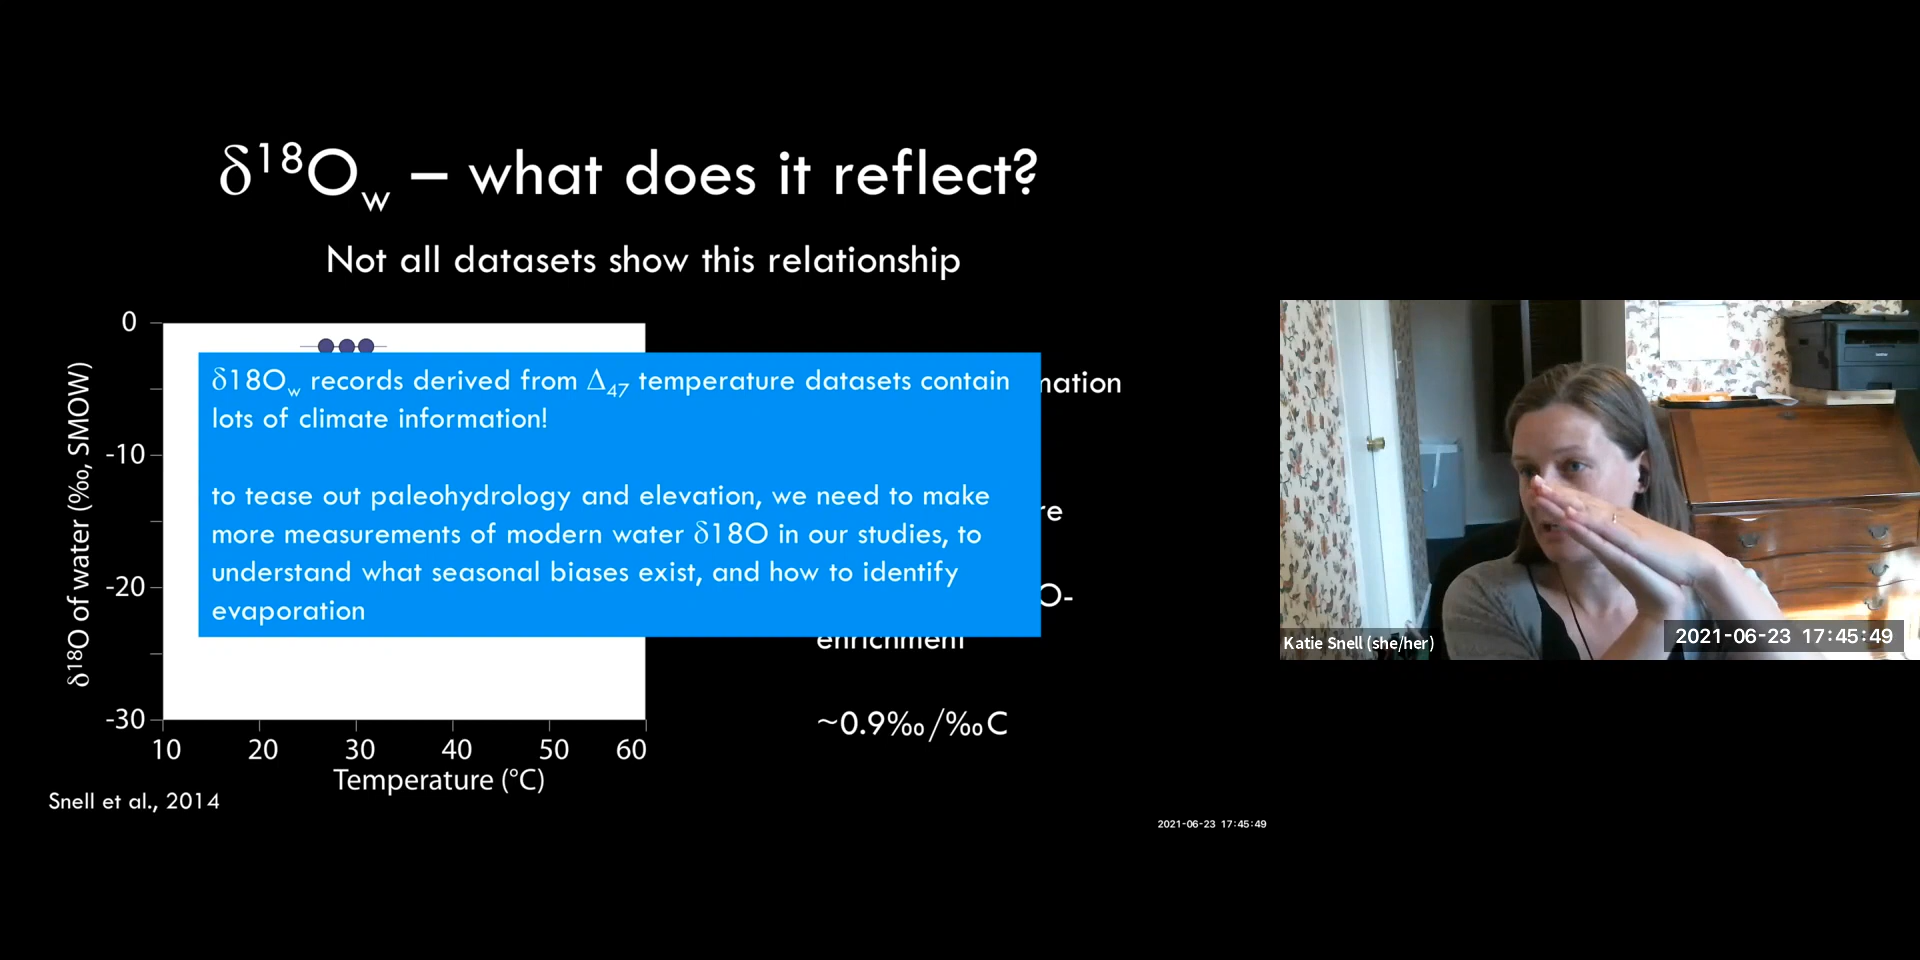 δ¹⁸O_w – what does it reflect?
Not all datasets show this relationship
0
-10
-20
-30
δ¹⁸O of water (‰, SMOW)
10 20 30 40 50 60
Temperature (°C)
δ18O_w records derived from Δ₄₇ temperature datasets contain
lots of climate information!
to tease out paleohydrology and elevation, we need to make
more measurements of modern water δ18O in our studies, to
understand what seasonal biases exist, and how to identify
evaporation
enrichment
~0.9‰/‰C
Snell et al., 2014
2021-06-23 17:45:49
Katie Snell (she/her)
2021-06-23 17:45:49